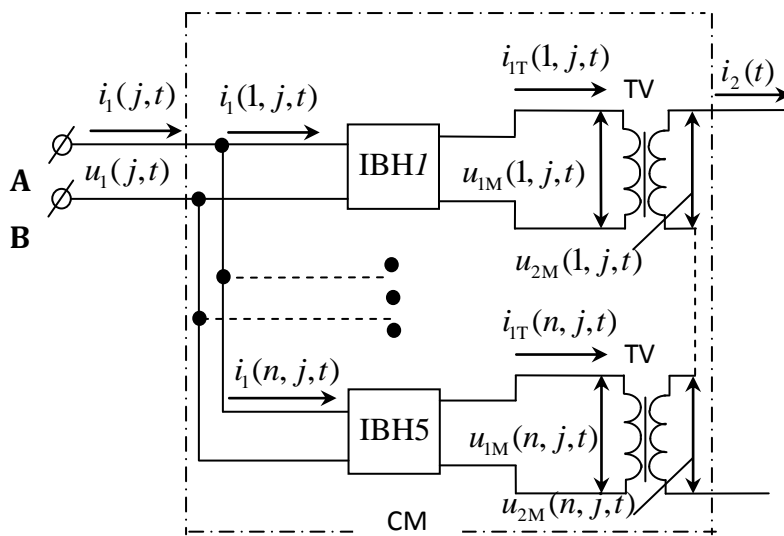 i₁(j,t)
i₁(1,j,t)
i₁T(1,j,t)
TV
i₂(t)
A
u₁(j,t)
B
IBH1
u₁M(1,j,t)
u₂M(1,j,t)
i₁T(n,j,t)
TV
i₁(n,j,t)
IBH5
u₁M(n,j,t)
u₂M(n,j,t)
CM